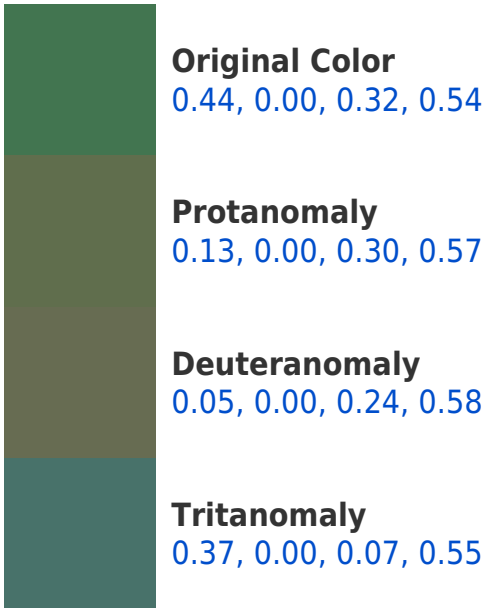 Original Color
0.44, 0.00, 0.32, 0.54
Protanomaly
0.13, 0.00, 0.30, 0.57
Deuteranomaly
0.05, 0.00, 0.24, 0.58
Tritanomaly
0.37, 0.00, 0.07, 0.55